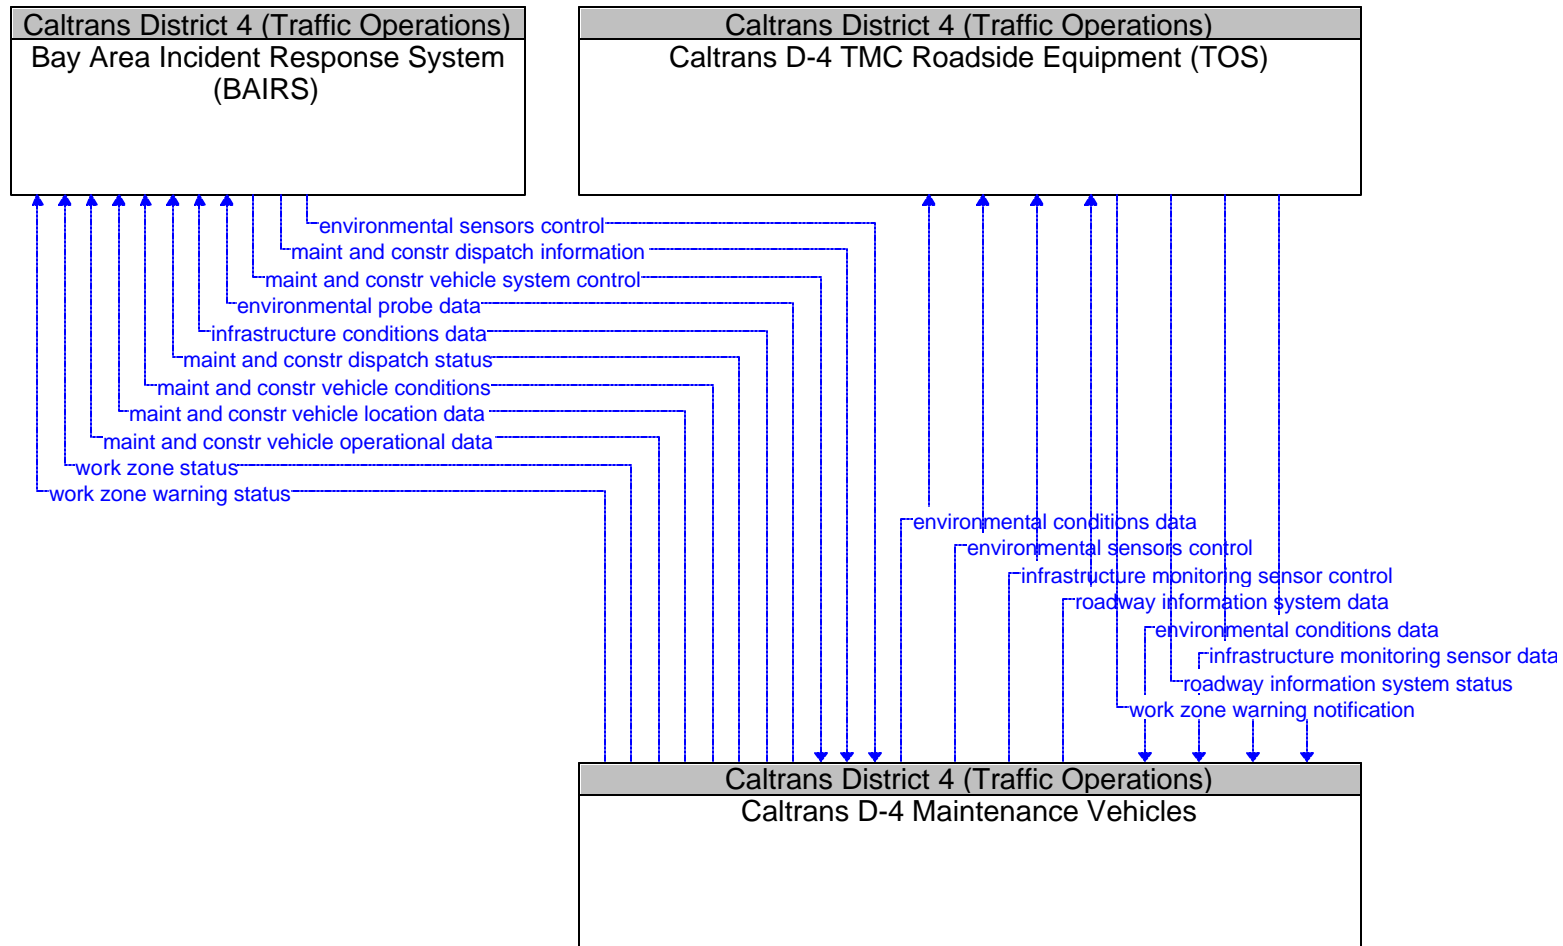 Caltrans District 4 (Traffic Operations)
Bay Area Incident Response System
(BAIRS)
Caltrans District 4 (Traffic Operations)
Caltrans D-4 TMC Roadside Equipment (TOS)
environmental sensors control
maint and constr dispatch information
maint and constr vehicle system control
environmental probe data
infrastructure conditions data
maint and constr dispatch status
maint and constr vehicle conditions
maint and constr vehicle location data
maint and constr vehicle operational data
work zone status
work zone warning status
environmental conditions data
environmental sensors control
infrastructure monitoring sensor control
roadway information system data
environmental conditions data
infrastructure monitoring sensor data
roadway information system status
work zone warning notification
Caltrans District 4 (Traffic Operations)
Caltrans D-4 Maintenance Vehicles